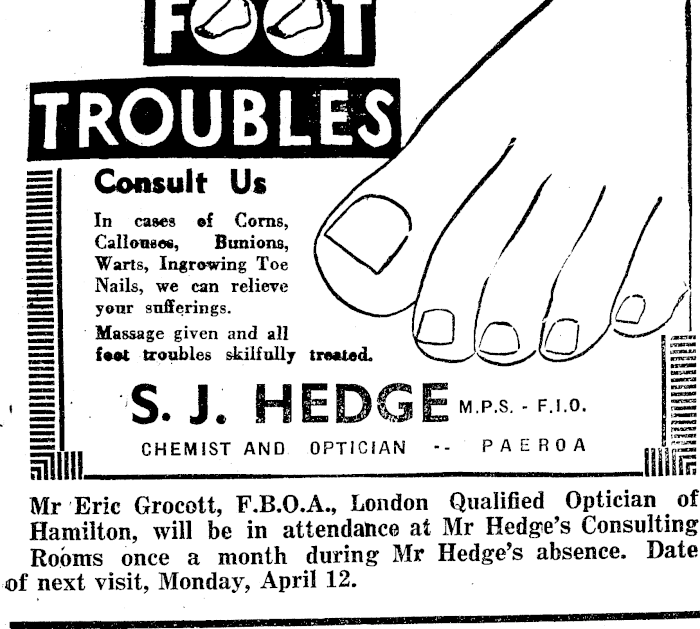 FOOT
TROUBLES
Consult Us
In cases of Corns,
Callouses, Bunions,
Warts, Ingrowing Toe
Nails, we can relieve
your sufferings.
Massage given and all
foot troubles skilfully treated.
S. J. HEDGE M.P.S. - F.I.O.
CHEMIST AND OPTICIAN -- PAEROA
Mr Eric Grocott, F.B.O.A., London Qualified Optician of
Hamilton, will be in attendance at Mr Hedge's Consulting
Rooms once a month during Mr Hedge's absence. Date
of next visit, Monday, April 12.